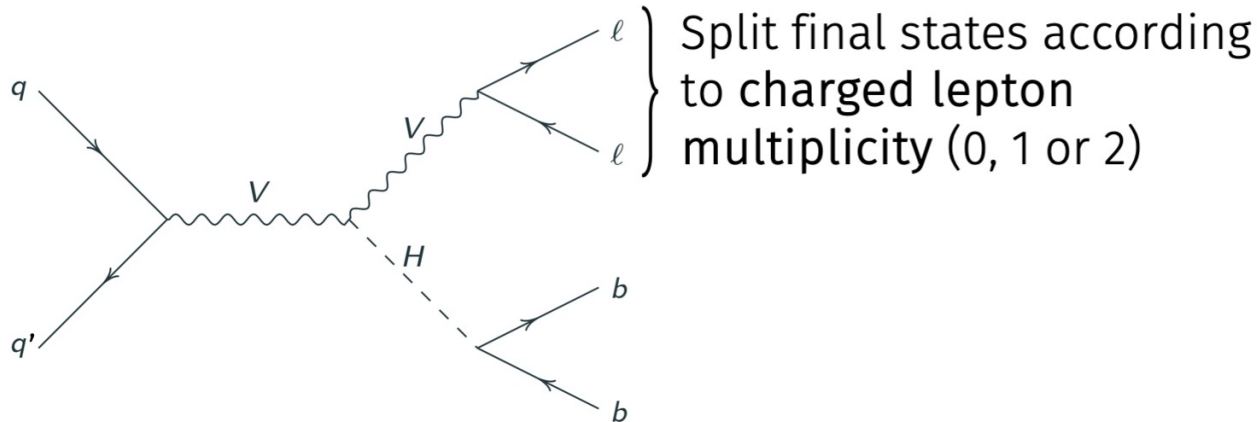 ℓ
Split final states according
q
to charged lepton
V
ℓ
multiplicity (0, 1 or 2)
V
H
b
q'
b